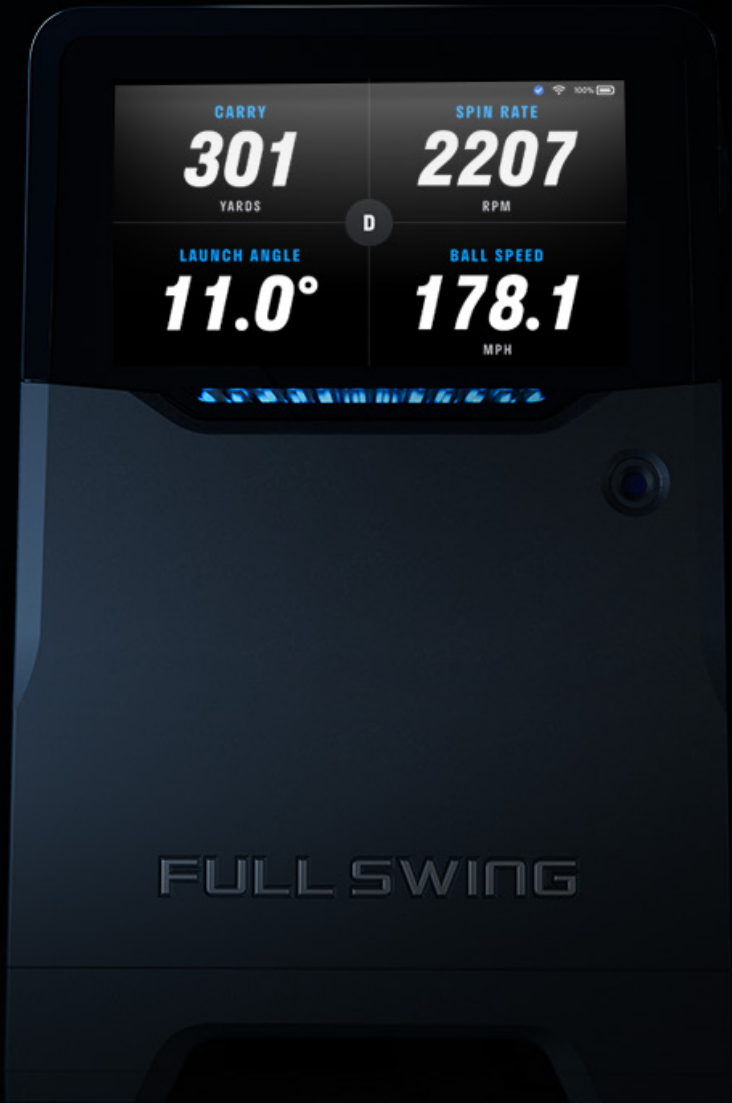 100%
CARRY
SPIN RATE
301
2207
YARDS
RPM
D
LAUNCH ANGLE
BALL SPEED
11.0°
178.1
MPH
FULL SWING